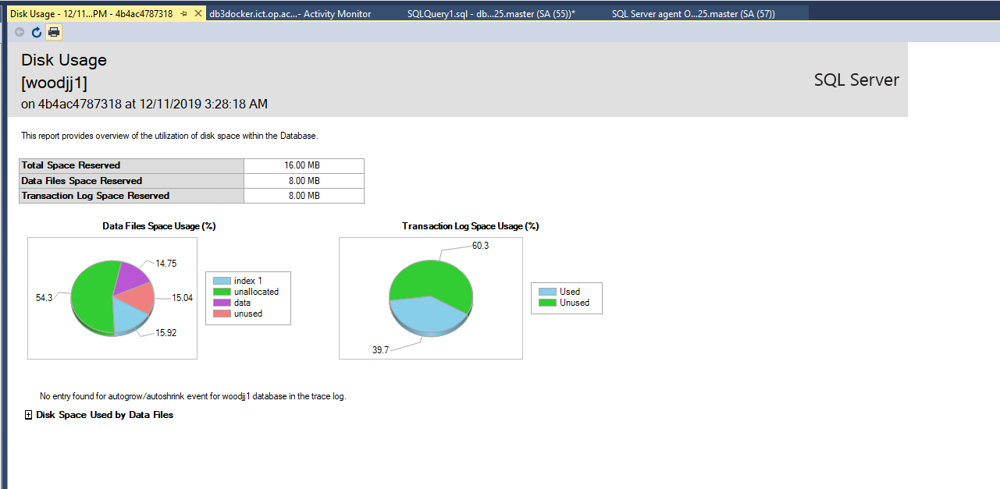 Disk Usage - 12/11...PM - 4b4ac4787318
db3docker.ict.op.ac...- Activity Monitor
SQLQuery1.sql - db...25.master (SA (55))*
SQL Server agent O...25.master (SA (57))
Disk Usage
[woodjj1]
SQL Server
on 4b4ac4787318 at 12/11/2019 3:28:18 AM
This report provides overview of the utilization of disk space within the Database.
Total Space Reserved 16.00 MB
Data Files Space Reserved 8.00 MB
Transaction Log Space Reserved 8.00 MB
Data Files Space Usage (%)
14.75
54.3
15.04
15.92
index 1
unallocated
data
unused
Transaction Log Space Usage (%)
60.3
39.7
Used
Unused
No entry found for autogrow/autoshrink event for woodjj1 database in the trace log.
Disk Space Used by Data Files